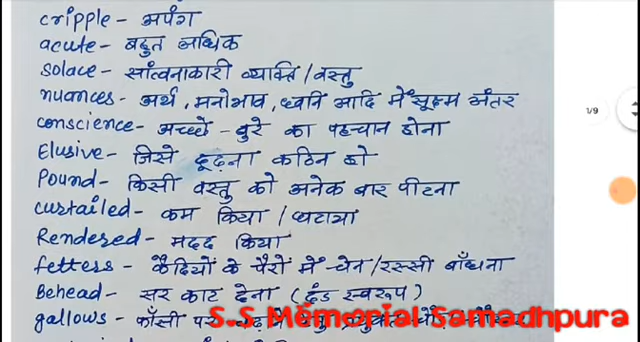 cripple - अपंग
acute - बहुत अधिक
Solace - सांत्वनाकारी व्यक्ति / वस्तु
nuances - अर्थ, मनोभाव, ध्वनि आदि में सूक्ष्म अंतर
conscience - अच्छे - बुरे का पहचान होना
1/9
Elusive - जिसे ढूढ़ना कठिन हो
Pound - किसी वस्तु को अनेक बार पीटना
curtailed - कम किया / घटाया
Rendered - मदद किया
fetters - कैदियों के पैरों में चेन / रस्सी बाँधना
Behead - सर काट देना (दंड स्वरूप)
gallows - फाँसी पर
S.S Memorial Samadhpura